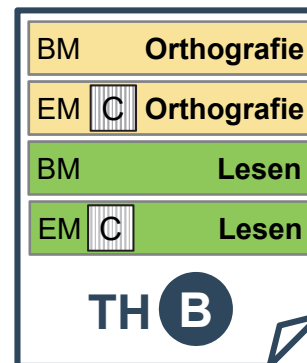 BM Orthografie
EM C Orthografie
BM Lesen
EM C Lesen
TH B